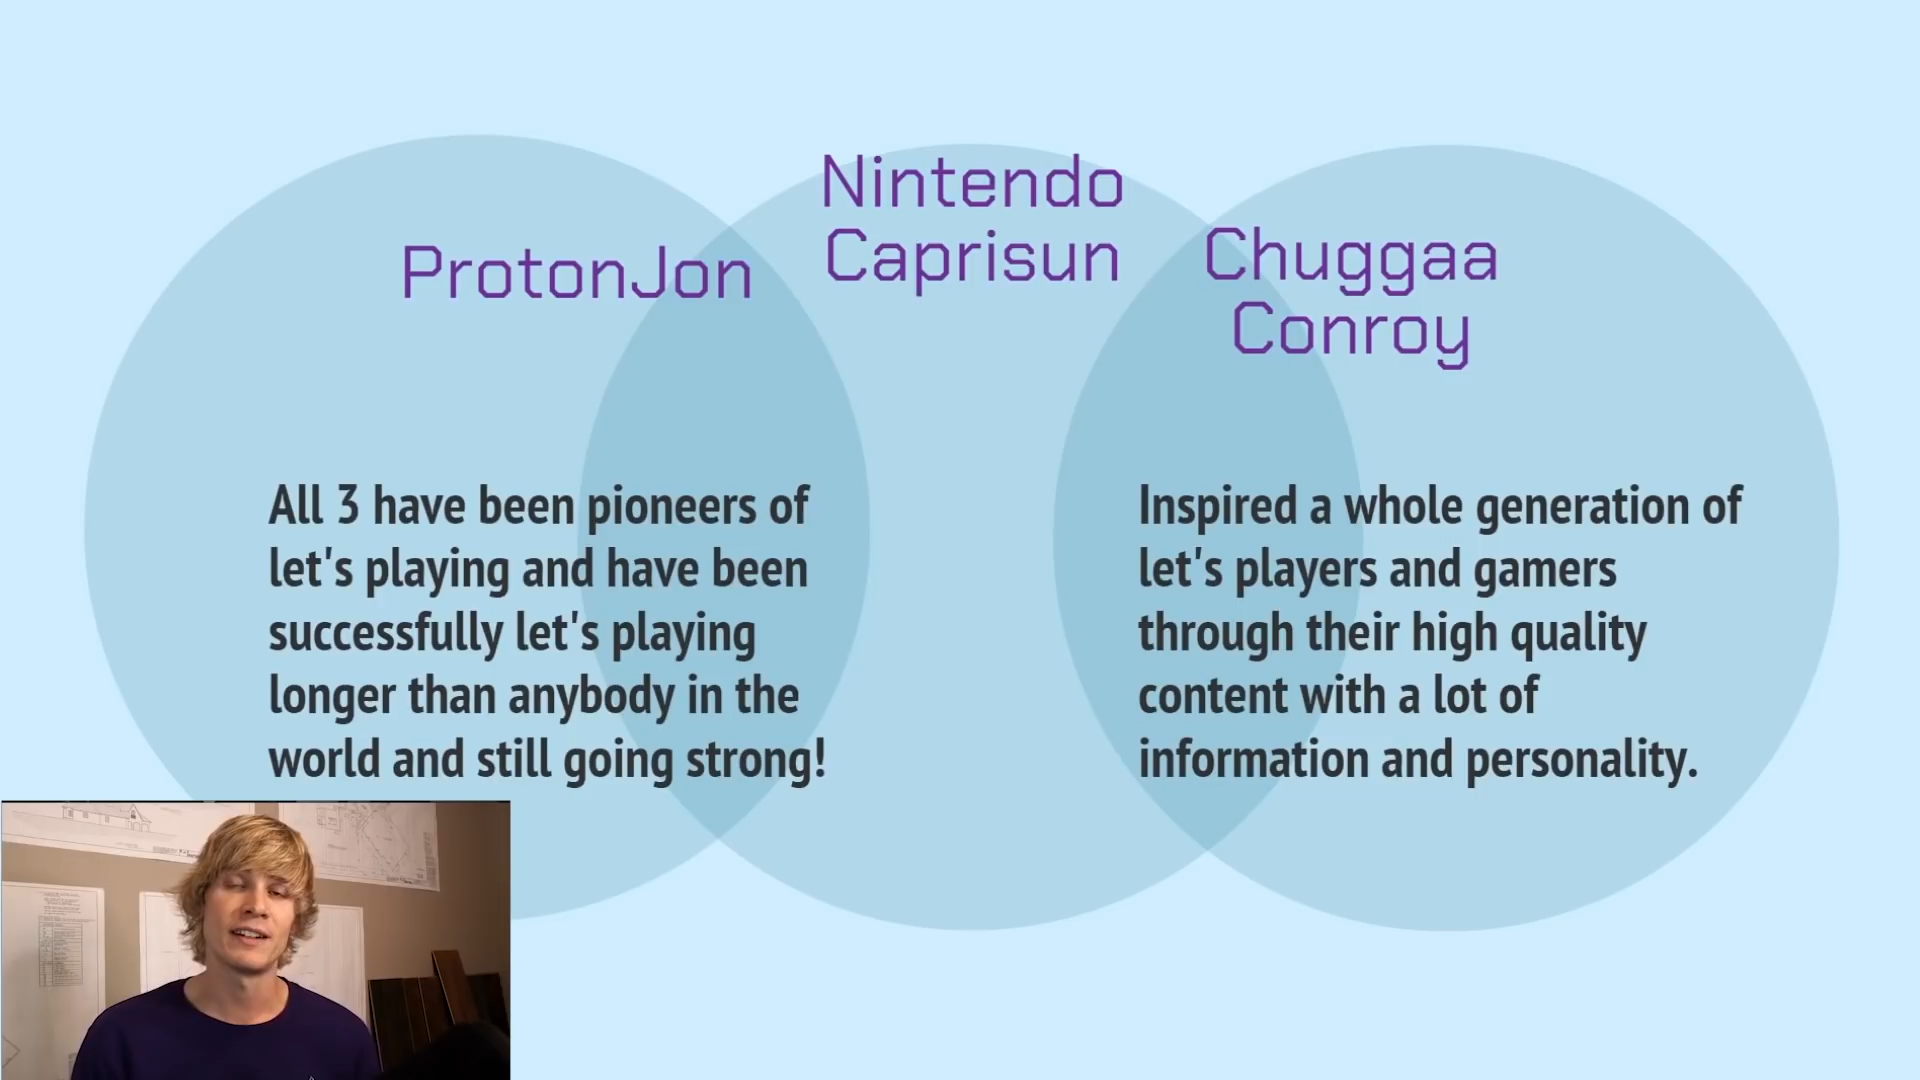 Nintendo
Caprisun
ProtonJon
Chuggaa
Conroy
All 3 have been pioneers of
let's playing and have been
successfully let's playing
longer than anybody in the
world and still going strong!
Inspired a whole generation of
let's players and gamers
through their high quality
content with a lot of
information and personality.